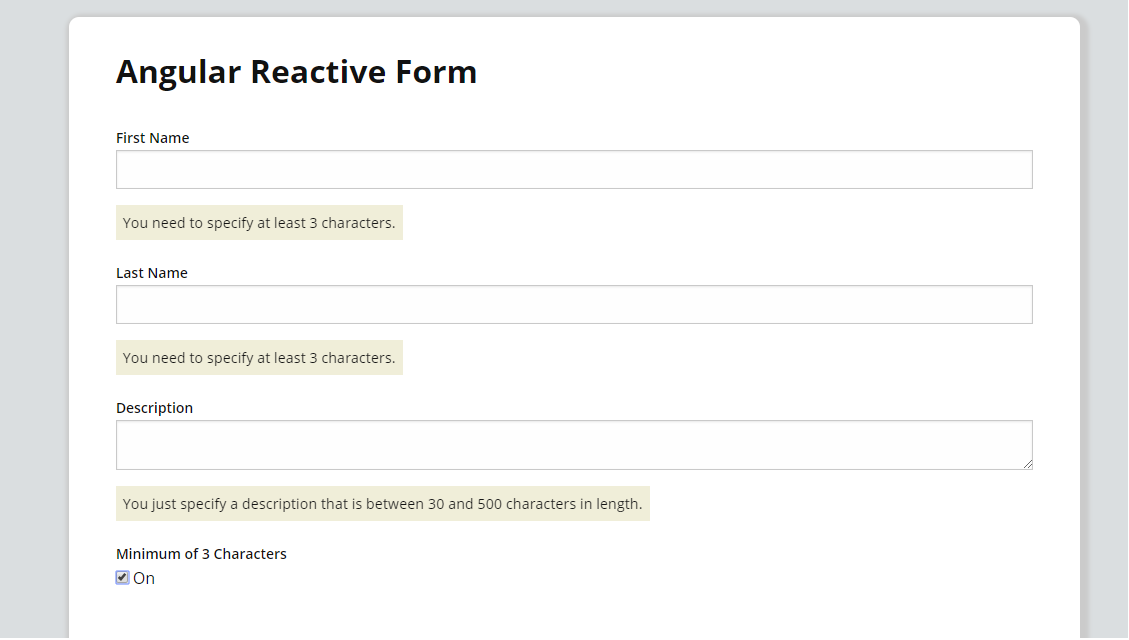 Angular Reactive Form
First Name
You need to specify at least 3 characters.
Last Name
You need to specify at least 3 characters.
Description
You just specify a description that is between 30 and 500 characters in length.
Minimum of 3 Characters
On